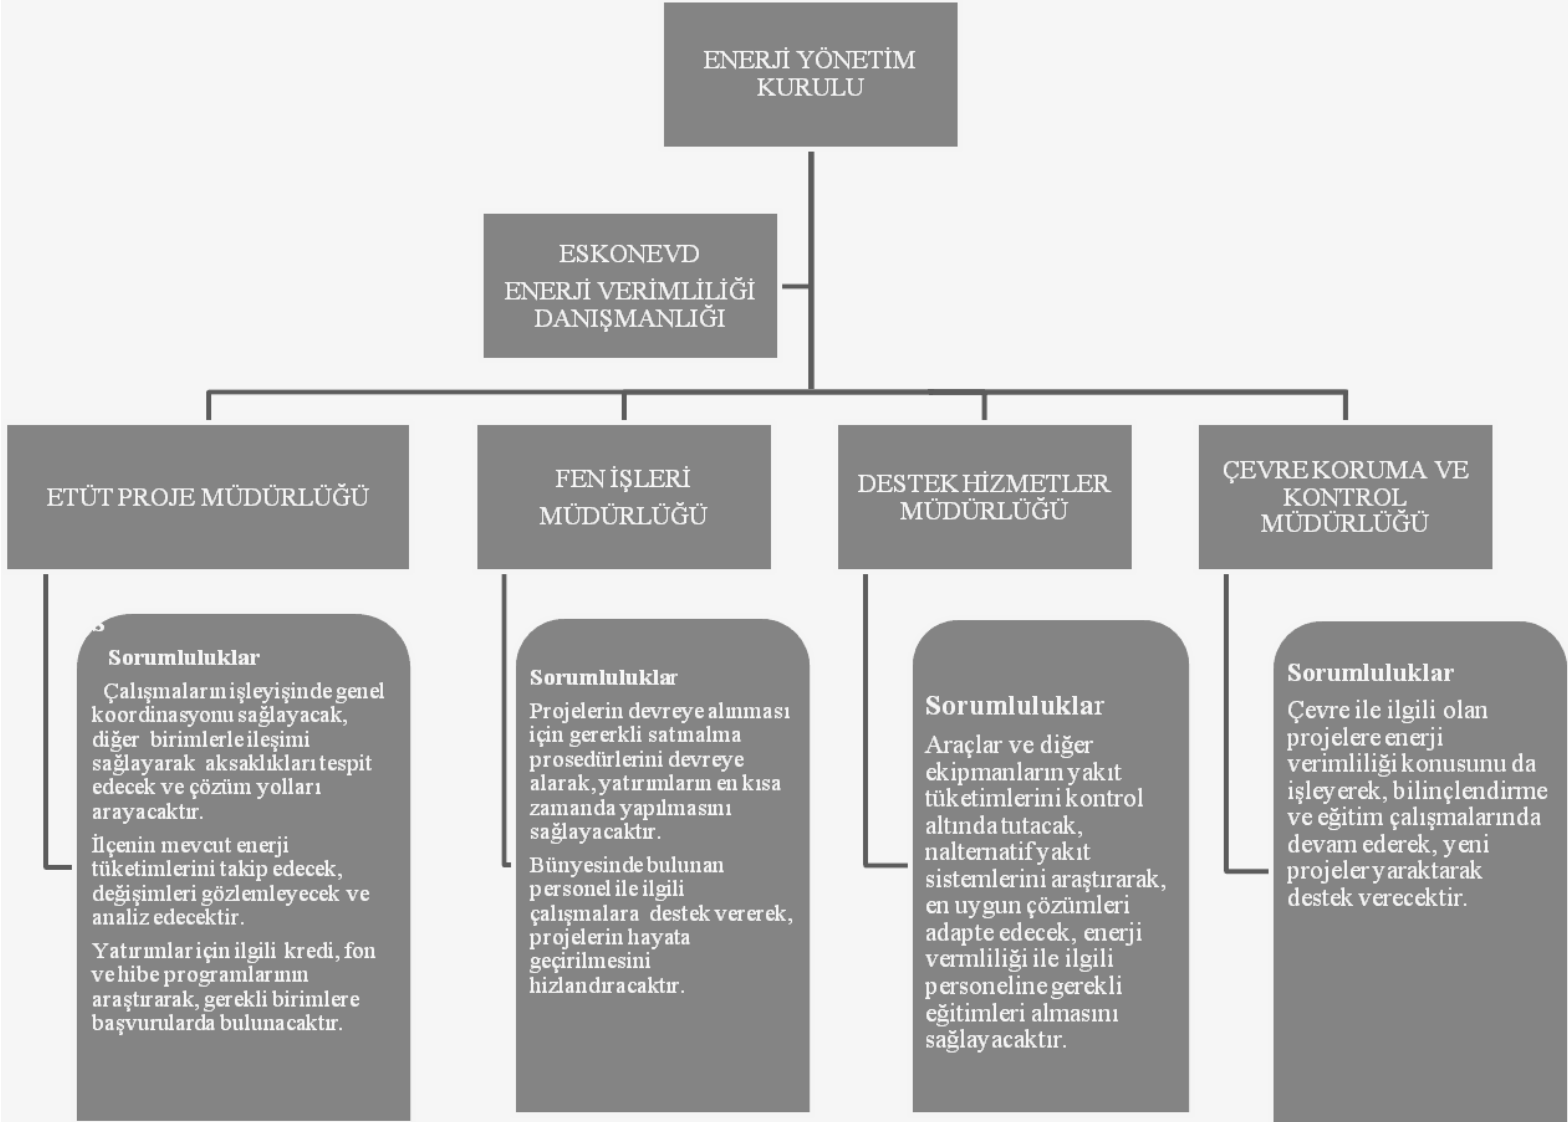 ENERJİ YÖNETİM
KURULU
ESKONEVD
ENERJİ VERİMLİLİĞİ
DANIŞMANLIĞI
ETÜT PROJE MÜDÜRLÜĞÜ
FEN İŞLERİ
MÜDÜRLÜĞÜ
DESTEK HİZMETLER
MÜDÜRLÜĞÜ
ÇEVRE KORUMA VE
KONTROL
MÜDÜRLÜĞÜ
Sorumluluklar
Çalışmaların işleyişinde genel
koordinasyonu sağlayacak,
diğer birimlerle ileşimi
sağlayarak aksaklıkları tespit
edecek ve çözüm yolları
arayacaktır.
İlçenin mevcut enerji
tüketimlerini takip edecek,
değişimleri gözlemleyecek ve
analiz edecektir.
Yatırımlar için ilgili kredi, fon
ve hibe programlarının
araştırarak, gerekli birimlere
başvurularda bulunacaktır.
Sorumluluklar
Projelerin devreye alınması
için gererkli satınalma
prosedürlerini devreye
alarak, yatırımların en kısa
zamanda yapılmasını
sağlayacaktır.
Bünyesinde bulunan
personel ile ilgili
çalışmalara destek vererek,
projelerin hayata
geçirilmesini
hızlandıracaktır.
Sorumluluklar
Araçlar ve diğer
ekipmanların yakıt
tüketimlerini kontrol
altında tutacak,
nalternatif yakıt
sistemlerini araştırarak,
en uygun çözümleri
adapte edecek, enerji
vermliliği ile ilgili
personeline gerekli
eğitimleri almasını
sağlayacaktır.
Sorumluluklar
Çevre ile ilgili olan
projelere enerji
verimliliği konusunu da
işleyerek, bilinçlendirme
ve eğitim çalışmalarında
devam ederek, yeni
projeler yaraktarak
destek verecektir.